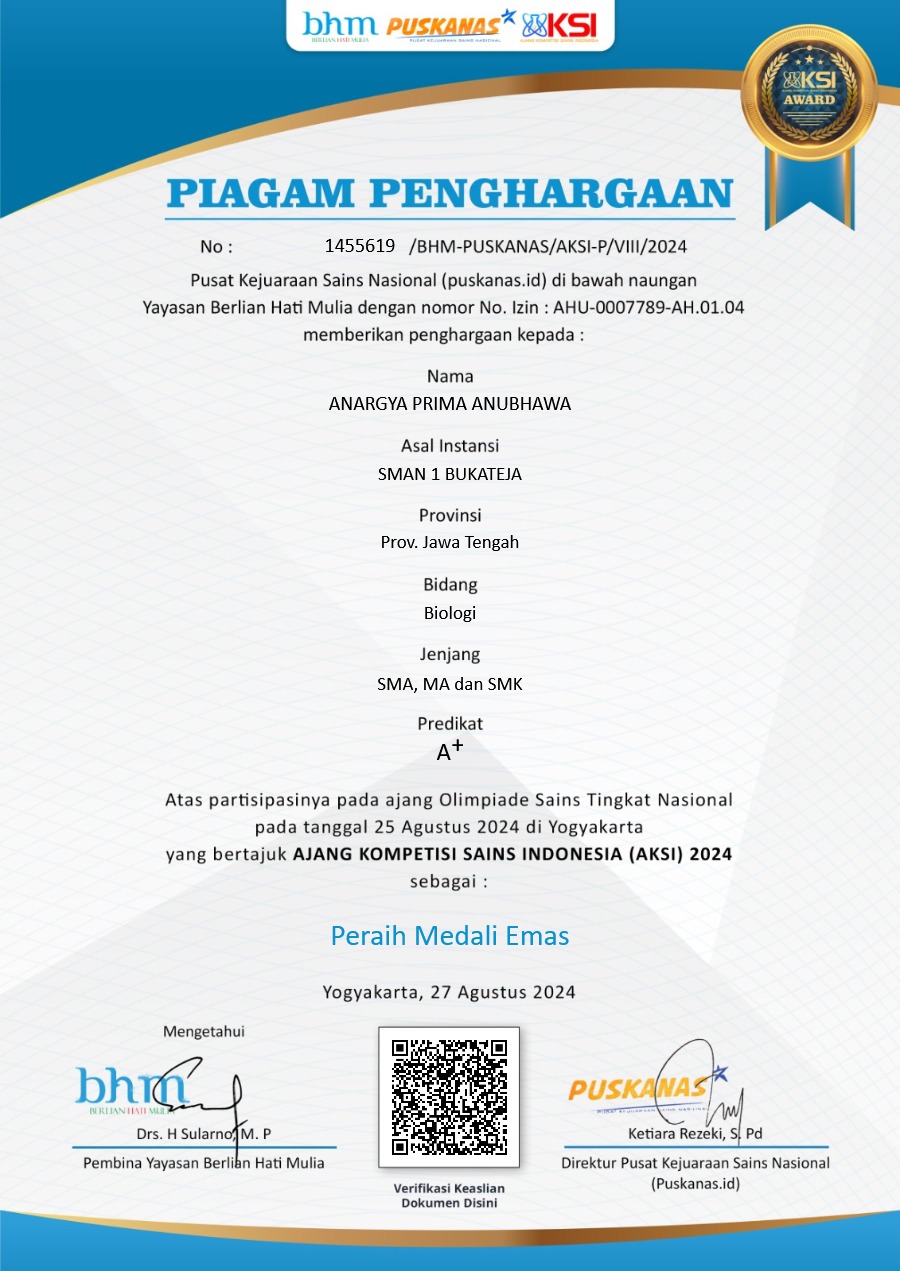 bhm PUSKANAS AKSI
BERLIAN HATI MULIA PUSAT KEJUARAAN SAINS NASIONAL AJANG KOMPETISI SAINS INDONESIA
AKSI
AWARD
PIAGAM PENGHARGAAN
No : 1455619 /BHM-PUSKANAS/AKSI-P/VIII/2024
Pusat Kejuaraan Sains Nasional (puskanas.id) di bawah naungan
Yayasan Berlian Hati Mulia dengan nomor No. Izin : AHU-0007789-AH.01.04
memberikan penghargaan kepada :
Nama
ANARGYA PRIMA ANUBHAWA
Asal Instansi
SMAN 1 BUKATEJA
Provinsi
Prov. Jawa Tengah
Bidang
Biologi
Jenjang
SMA, MA dan SMK
Predikat
A+
Atas partisipasinya pada ajang Olimpiade Sains Tingkat Nasional
pada tanggal 25 Agustus 2024 di Yogyakarta
yang bertajuk AJANG KOMPETISI SAINS INDONESIA (AKSI) 2024
sebagai :
Peraih Medali Emas
Yogyakarta, 27 Agustus 2024
Mengetahui
bhm
BERLIAN HATI MULIA
Drs. H Sularno, M. P
Pembina Yayasan Berlian Hati Mulia
Verifikasi Keaslian
Dokumen Disini
PUSKANAS
PUSAT KEJUARAAN SAINS NASIONAL
Ketiara Rezeki, S. Pd
Direktur Pusat Kejuaraan Sains Nasional
(Puskanas.id)